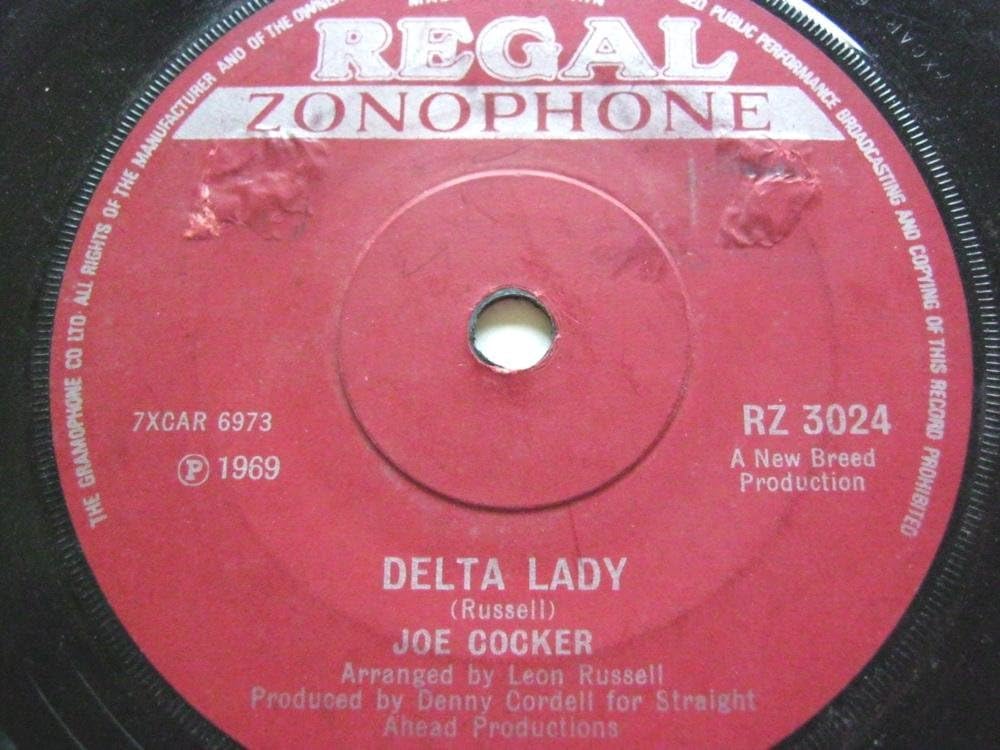 REGAL
ZONOPHONE
THE GRAMOPHONE CO LTD· ALL RIGHTS OF THE MANUFACTURER AND OF THE OWNER
PUBLIC PERFORMANCE BROADCASTING AND COPYING OF THIS RECORD PROHIBITED
7XCAR 6973
Ⓟ 1969
RZ 3024
A New Breed
Production
DELTA LADY
(Russell)
JOE COCKER
Arranged by Leon Russell
Produced by Denny Cordell for Straight
Ahead Productions